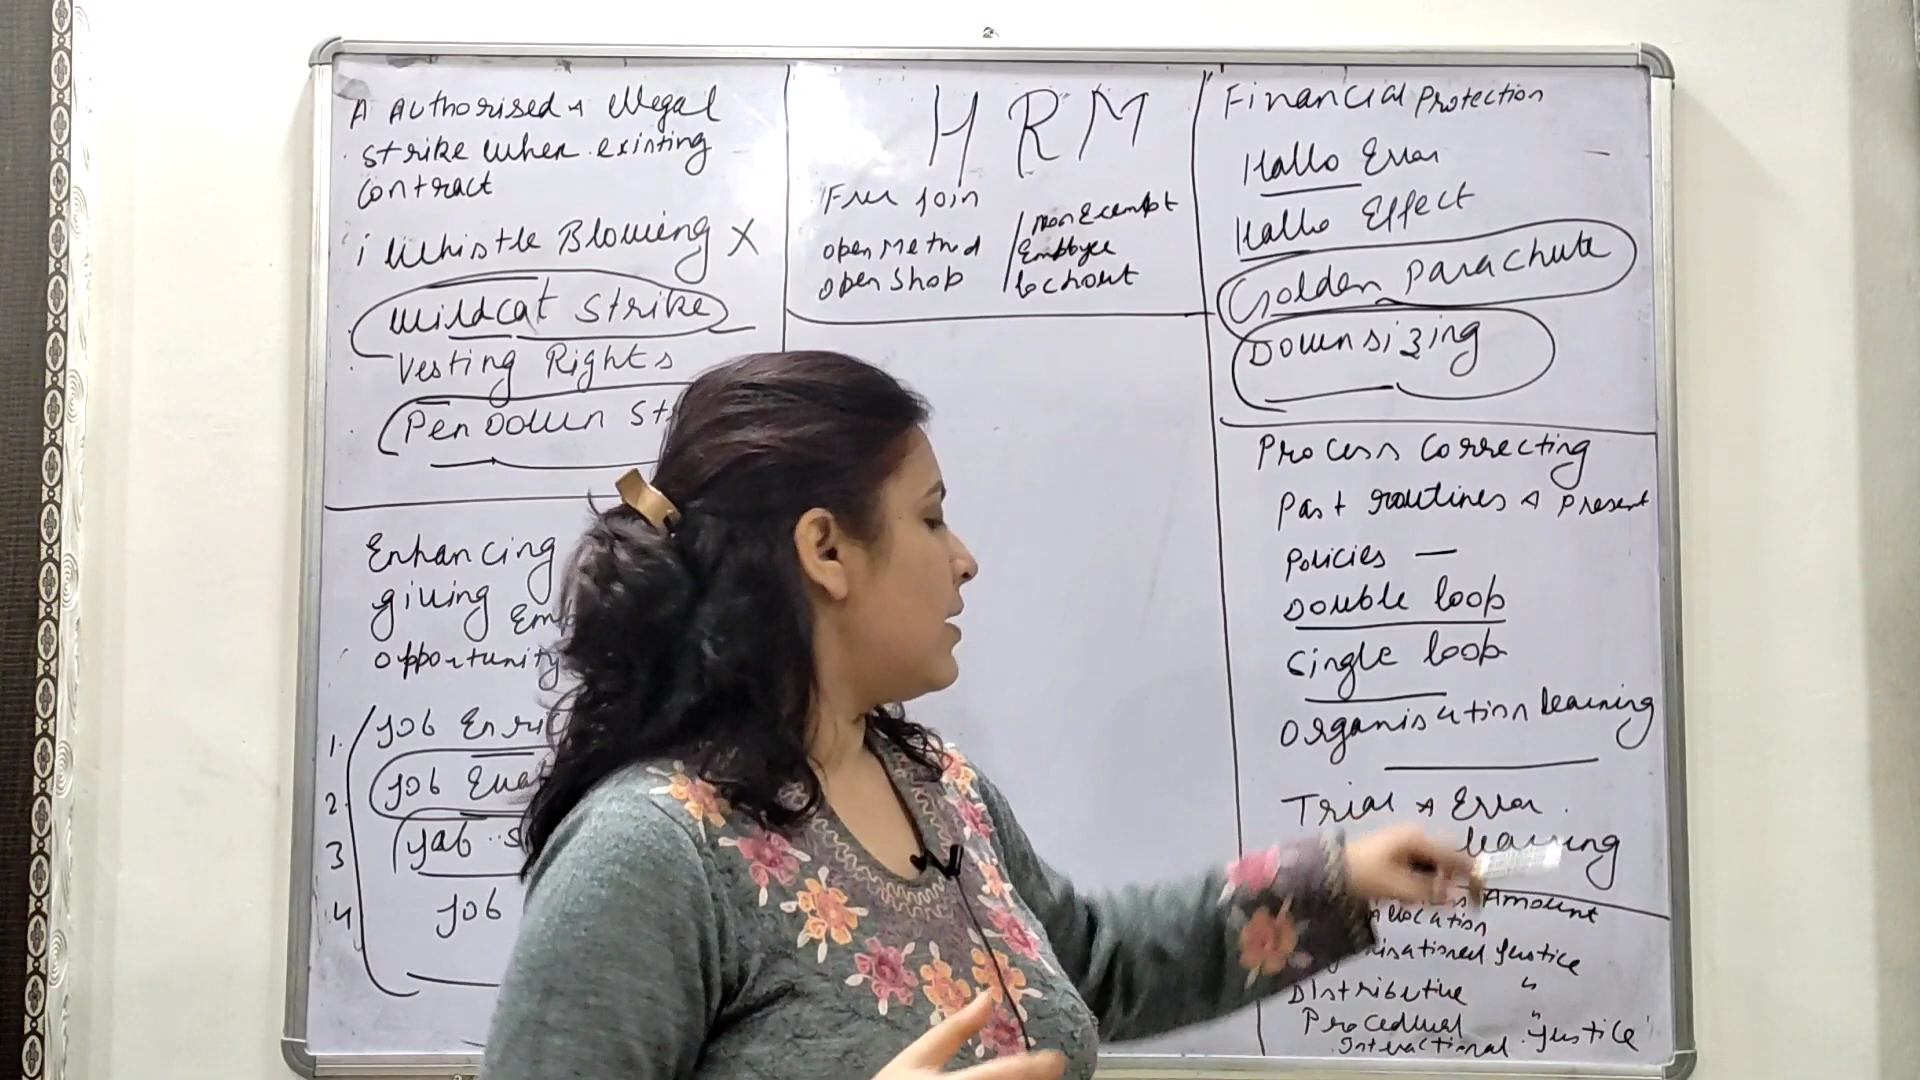 A Authorised & illegal
strike when existing
contract
i Whistle Blowing X
Wildcat Strike
Vesting Rights
Pen Down St
Enhancing
giving Emp
opportunity
1. Job Enric
2. Job
3 Job S
4 Job
HRM
Free Join
open Method
open Shop
Non Exempt
Employee
lockout
Financial Protection
Hallo Error
Hallo Effect
Golden Parachute
Downsizing
Process Correcting
Past routines & Present
Policies —
Double loop
Single loop
Organisation learning
Trial & Error
learning
Amount
Allocation
Justice
Distributive "
Procedural "
Interactional Justice